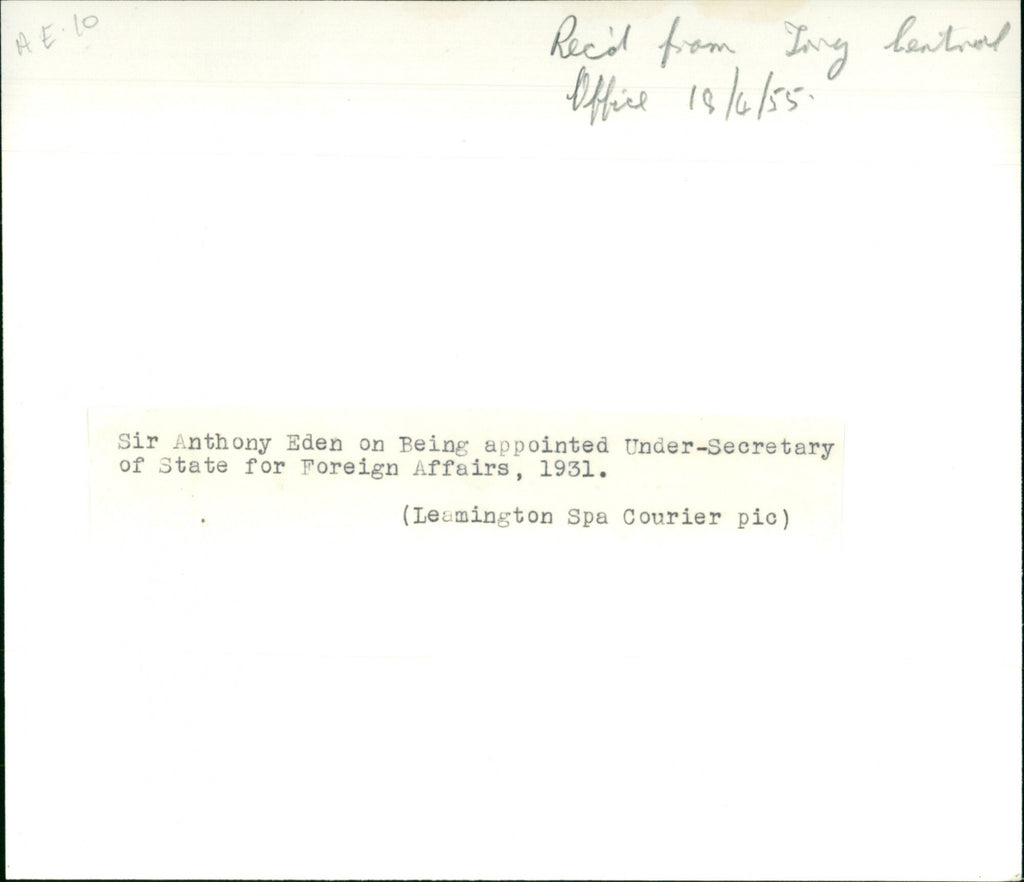 A E. 10
Rec'd from Tory Central
Office 18/4/55.
Sir Anthony Eden on Being appointed Under-Secretary
of State for Foreign Affairs, 1931.
(Leamington Spa Courier pic)